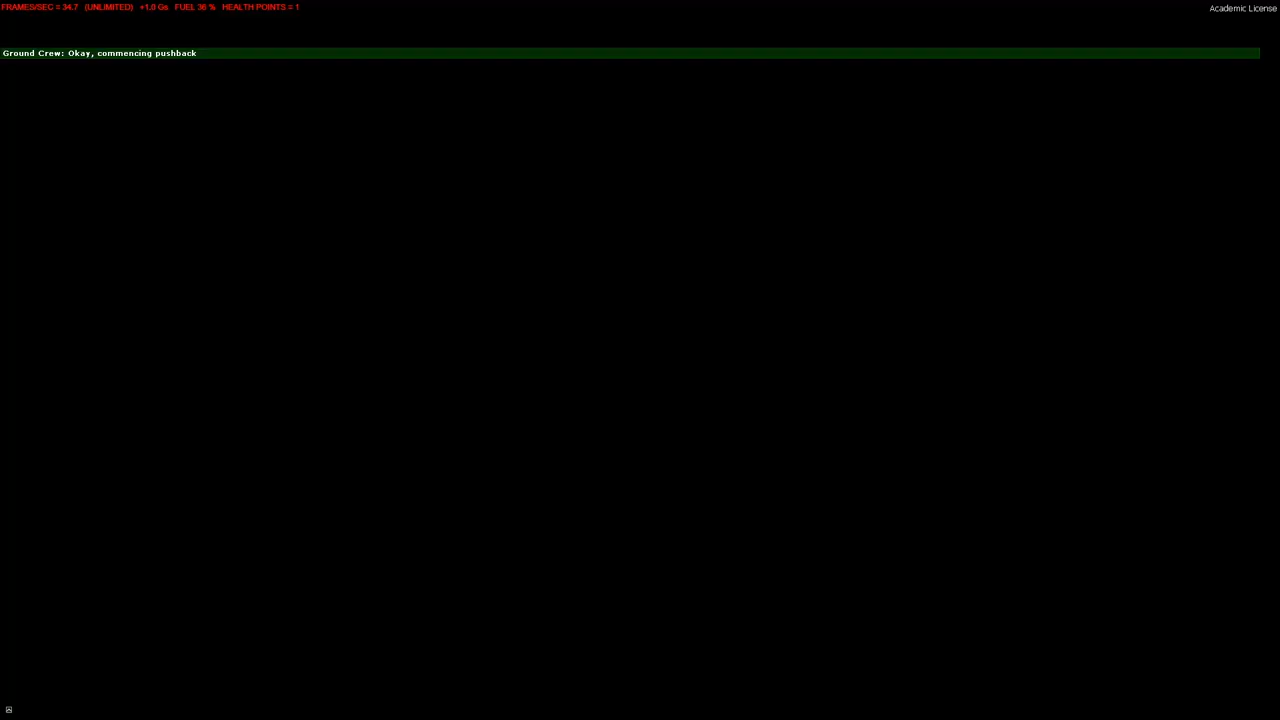 FRAMES/SEC = 34.7 (UNLIMITED) +1.0 Gs FUEL 36 % HEALTH POINTS = 1
Academic License
Ground Crew: Okay, commencing pushback